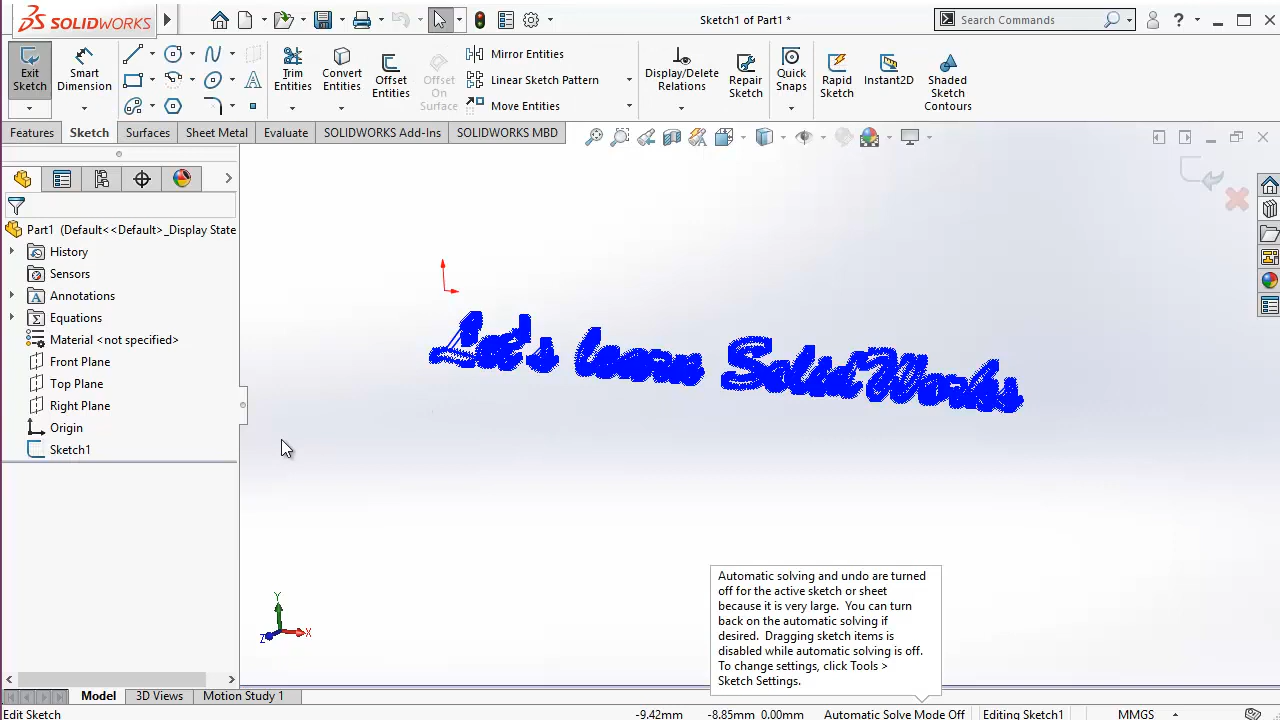 SOLIDWORKS
Sketch1 of Part1 *
Search Commands
?
Exit Sketch
Smart Dimension
Trim Entities
Convert Entities
Offset Entities
Offset On Surface
Mirror Entities
Linear Sketch Pattern
Move Entities
Display/Delete Relations
Repair Sketch
Quick Snaps
Rapid Sketch
Instant2D
Shaded Sketch Contours
Features
Sketch
Surfaces
Sheet Metal
Evaluate
SOLIDWORKS Add-Ins
SOLIDWORKS MBD
Part1 (Default<<Default>_Display State
History
Sensors
Annotations
Equations
Material <not specified>
Front Plane
Top Plane
Right Plane
Origin
Sketch1
Let's learn SolidWorks
Y
Z
X
Automatic solving and undo are turned
off for the active sketch or sheet
because it is very large. You can turn
back on the automatic solving if
desired. Dragging sketch items is
disabled while automatic solving is off.
To change settings, click Tools >
Sketch Settings.
Model
3D Views
Motion Study 1
Edit Sketch
-9.42mm
-8.85mm
0.00mm
Automatic Solve Mode Off
Editing Sketch1
MMGS